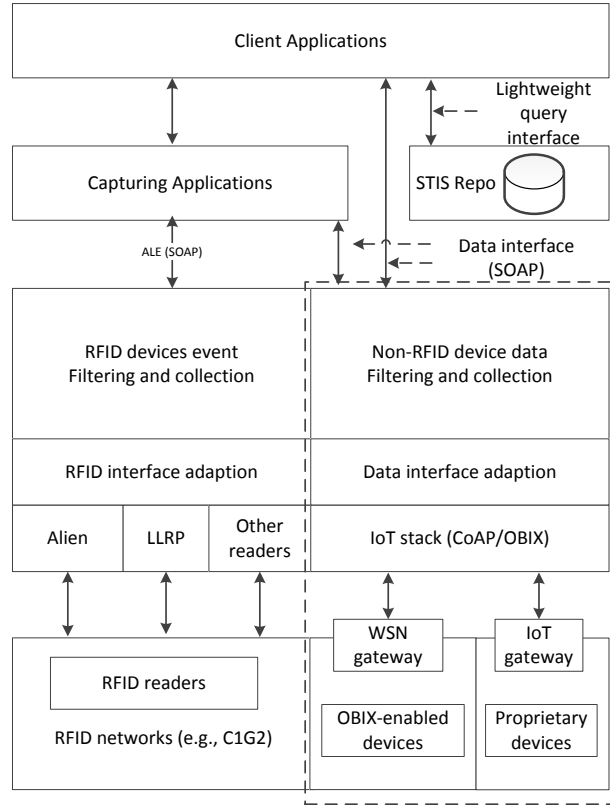 Client Applications
Lightweight
query
interface
Capturing Applications
STIS Repo
ALE (SOAP)
Data interface
(SOAP)
RFID devices event
Filtering and collection
Non-RFID device data
Filtering and collection
RFID interface adaption
Data interface adaption
Alien
LLRP
Other
readers
IoT stack (CoAP/OBIX)
WSN
gateway
IoT
gateway
RFID readers
RFID networks (e.g., C1G2)
OBIX-enabled
devices
Proprietary
devices